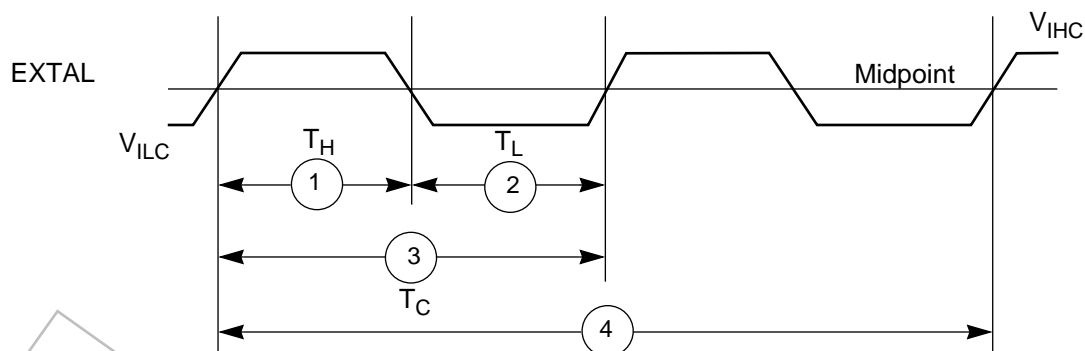 V_IHC
EXTAL
Midpoint
V_ILC
T_H
T_L
1
2
3
T_C
4